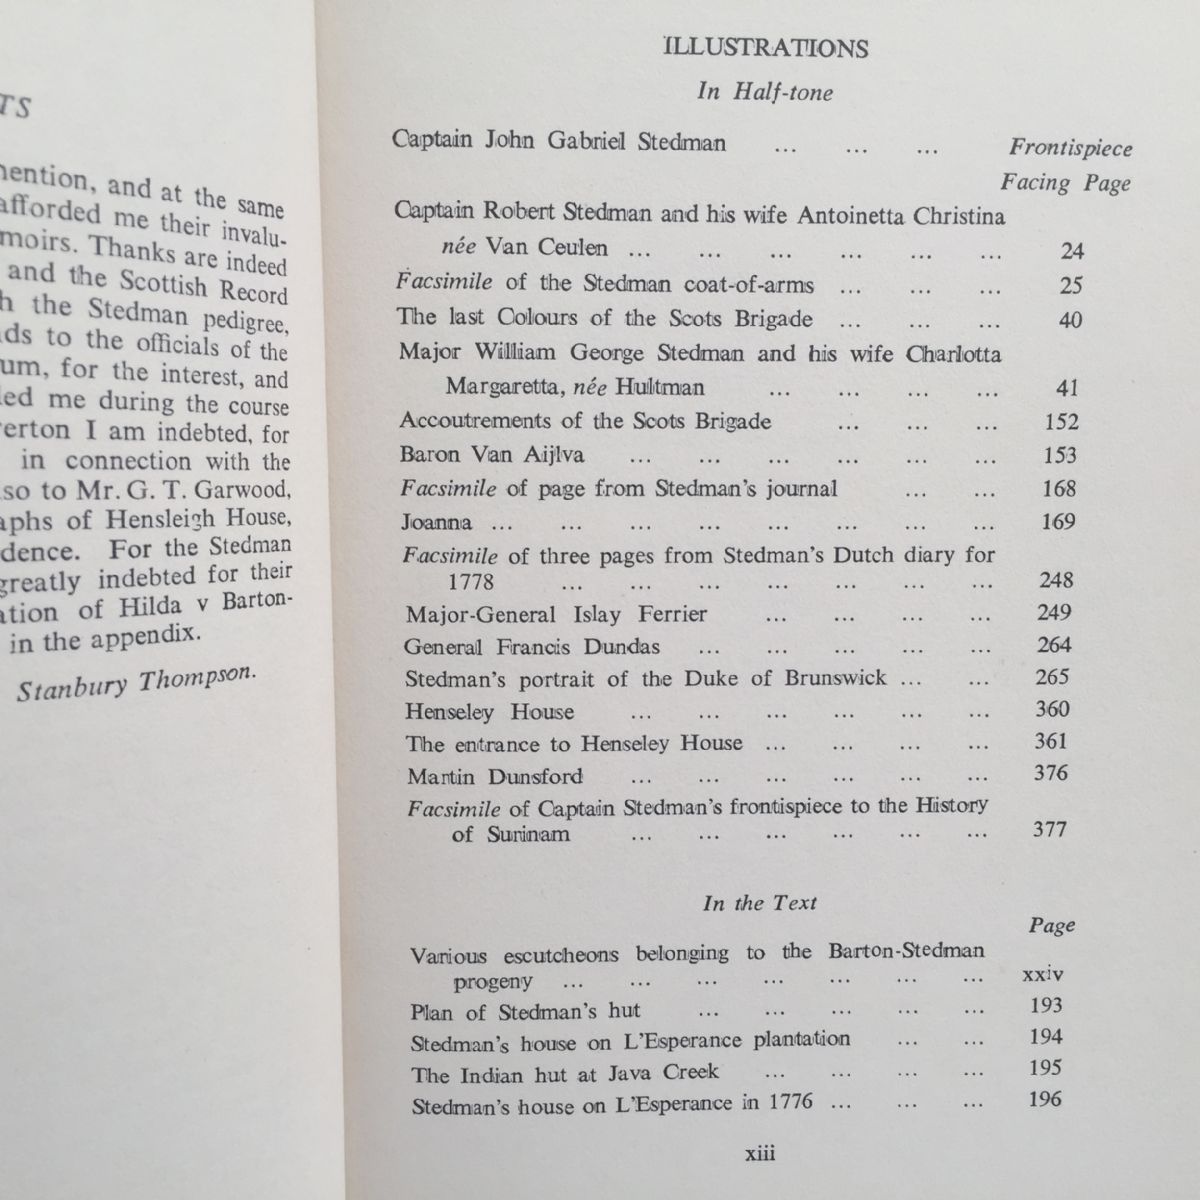 TS
and at the same
afforded me their invalu-
Thanks are indeed
and the Scottish Record
the Stedman pedigree,
to the officials of the
for the interest, and
me during the course
I am indebted, for
in connection with the
to Mr. G. T. Garwood,
of Hensleigh House,
For the Stedman
greatly indebted for their
of Hilda v Barton-
in the appendix.
Stanbury Thompson.
ILLUSTRATIONS
In Half-tone
Captain John Gabriel Stedman ... ... ... Frontispiece
Facing Page
Captain Robert Stedman and his wife Antoinetta Christina
née Van Ceulen ... ... ... ... ... ... 24
Facsimile of the Stedman coat-of-arms ... ... ... 25
The last Colours of the Scots Brigade ... ... ... 40
Major William George Stedman and his wife Charlotta
Margaretta, née Hultman ... ... ... ... 41
Accoutrements of the Scots Brigade ... ... ... 152
Baron Van Aijlva ... ... ... ... ... ... 153
Facsimile of page from Stedman's journal ... ... 168
Joanna ... ... ... ... ... ... ... ... 169
Facsimile of three pages from Stedman's Dutch diary for
1778 ... ... ... ... ... ... ... 248
Major-General Islay Ferrier ... ... ... ... 249
General Francis Dundas ... ... ... ... ... 264
Stedman's portrait of the Duke of Brunswick ... ... 265
Henseley House ... ... ... ... ... ... 360
The entrance to Henseley House ... ... ... ... 361
Martin Dunsford ... ... ... ... ... ... 376
Facsimile of Captain Stedman's frontispiece to the History
of Surinam ... ... ... ... ... ... 377
In the Text
Page
Various escutcheons belonging to the Barton-Stedman
progeny ... ... ... ... ... ... ... xxiv
Plan of Stedman's hut ... ... ... ... ... 193
Stedman's house on L'Esperance plantation ... ... 194
The Indian hut at Java Creek ... ... ... ... 195
Stedman's house on L'Esperance in 1776 ... ... ... 196
xiii